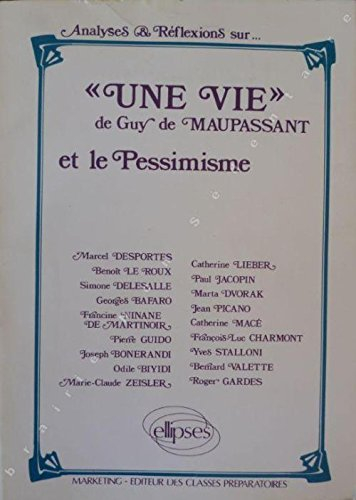 Analyses & Réflexions sur...
« UNE VIE »
de Guy de MAUPASSANT
et le Pessimisme
Marcel DESPORTES
Benoît LE ROUX
Simone DELESALLE
Georges BAFARO
Francine NINANE
DE MARTINOIR
Pierre GUIDO
Joseph BONERANDI
Odile BIYIDI
Marie-Claude ZEISLER
Catherine LIEBER
Paul JACOPIN
Marta DVORAK
Jean PICANO
Catherine MACÉ
François-Luc CHARMONT
Yves STALLONI
Bernard VALETTE
Roger GARDES
ellipses
MARKETING - EDITEUR DES CLASSES PREPARATOIRES